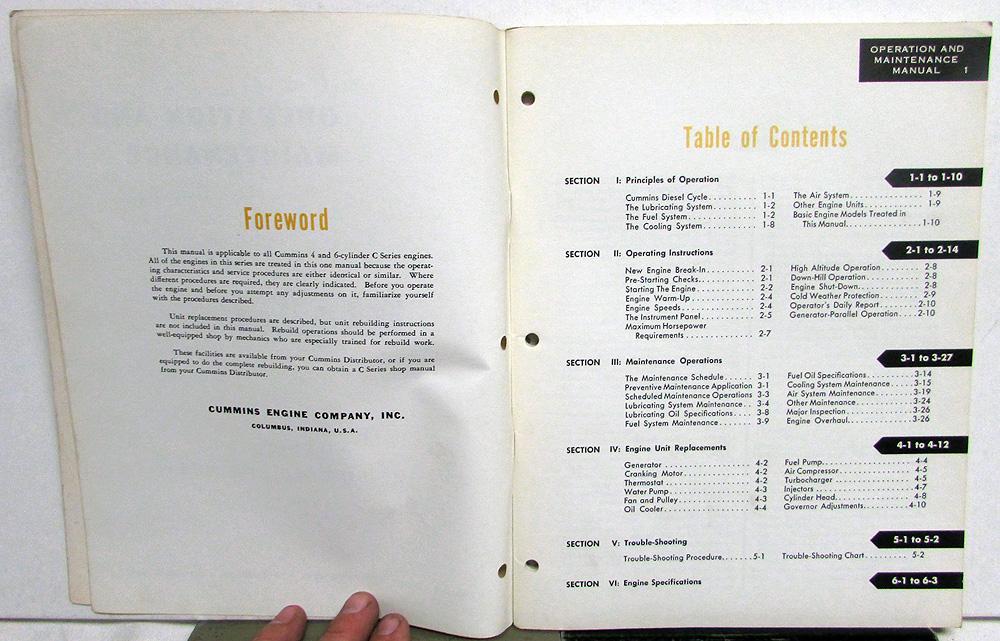 Foreword
This manual is applicable to all Cummins 4 and 6-cylinder C Series engines.
All of the engines in this series are treated in this one manual because the operat-
ing characteristics and service procedures are either identical or similar. Where
different procedures are required, they are clearly indicated. Before you operate
the engine and before you attempt any adjustments on it, familiarize yourself
with the procedures described.
Unit replacement procedures are described, but unit rebuilding instructions
are not included in this manual. Rebuild operations should be performed in a
well-equipped shop by mechanics who are especially trained for rebuild work.
These facilities are available from your Cummins Distributor, or if you are
equipped to do the complete rebuilding, you can obtain a C Series shop manual
from your Cummins Distributor.
CUMMINS ENGINE COMPANY, INC.
COLUMBUS, INDIANA, U.S.A.
OPERATION AND
MAINTENANCE
MANUAL 1
Table of Contents
SECTION I: Principles of Operation 1-1 to 1-10
Cummins Diesel Cycle.......... 1-1
The Lubricating System......... 1-2
The Fuel System.............. 1-2
The Cooling System........... 1-8
The Air System............... 1-9
Other Engine Units............ 1-9
Basic Engine Models Treated in
This Manual...............1-10
SECTION II: Operating Instructions 2-1 to 2-14
New Engine Break-In.......... 2-1
Pre-Starting Checks........... 2-1
Starting The Engine........... 2-2
Engine Warm-Up............. 2-4
Engine Speeds............... 2-4
The Instrument Panel.......... 2-5
Maximum Horsepower
Requirements.............. 2-7
High Altitude Operation........ 2-8
Down-Hill Operation.......... 2-8
Engine Shut-Down............ 2-8
Cold Weather Protection....... 2-9
Operator's Daily Report........2-10
Generator-Parallel Operation....2-10
SECTION III: Maintenance Operations 3-1 to 3-27
The Maintenance Schedule...... 3-1
Preventive Maintenance Application 3-1
Scheduled Maintenance Operations 3-3
Lubricating System Maintenance.. 3-4
Lubricating Oil Specifications.... 3-8
Fuel System Maintenance....... 3-9
Fuel Oil Specifications.........3-14
Cooling System Maintenance.....3-15
Air System Maintenance........3-19
Other Maintenance...........3-24
Major Inspection.............3-26
Engine Overhaul.............3-26
SECTION IV: Engine Unit Replacements 4-1 to 4-12
Generator .................. 4-2
Cranking Motor.............. 4-2
Thermostat ................. 4-2
Water Pump................. 4-3
Fan and Pulley............... 4-3
Oil Cooler.................. 4-4
Fuel Pump.................. 4-4
Air Compressor.............. 4-5
Turbocharger ............... 4-5
Injectors ...................4-7
Cylinder Head............... 4-8
Governor Adjustments.........4-10
SECTION V: Trouble-Shooting 5-1 to 5-2
Trouble-Shooting Procedure.......5-1
Trouble-Shooting Chart......... 5-2
SECTION VI: Engine Specifications 6-1 to 6-3